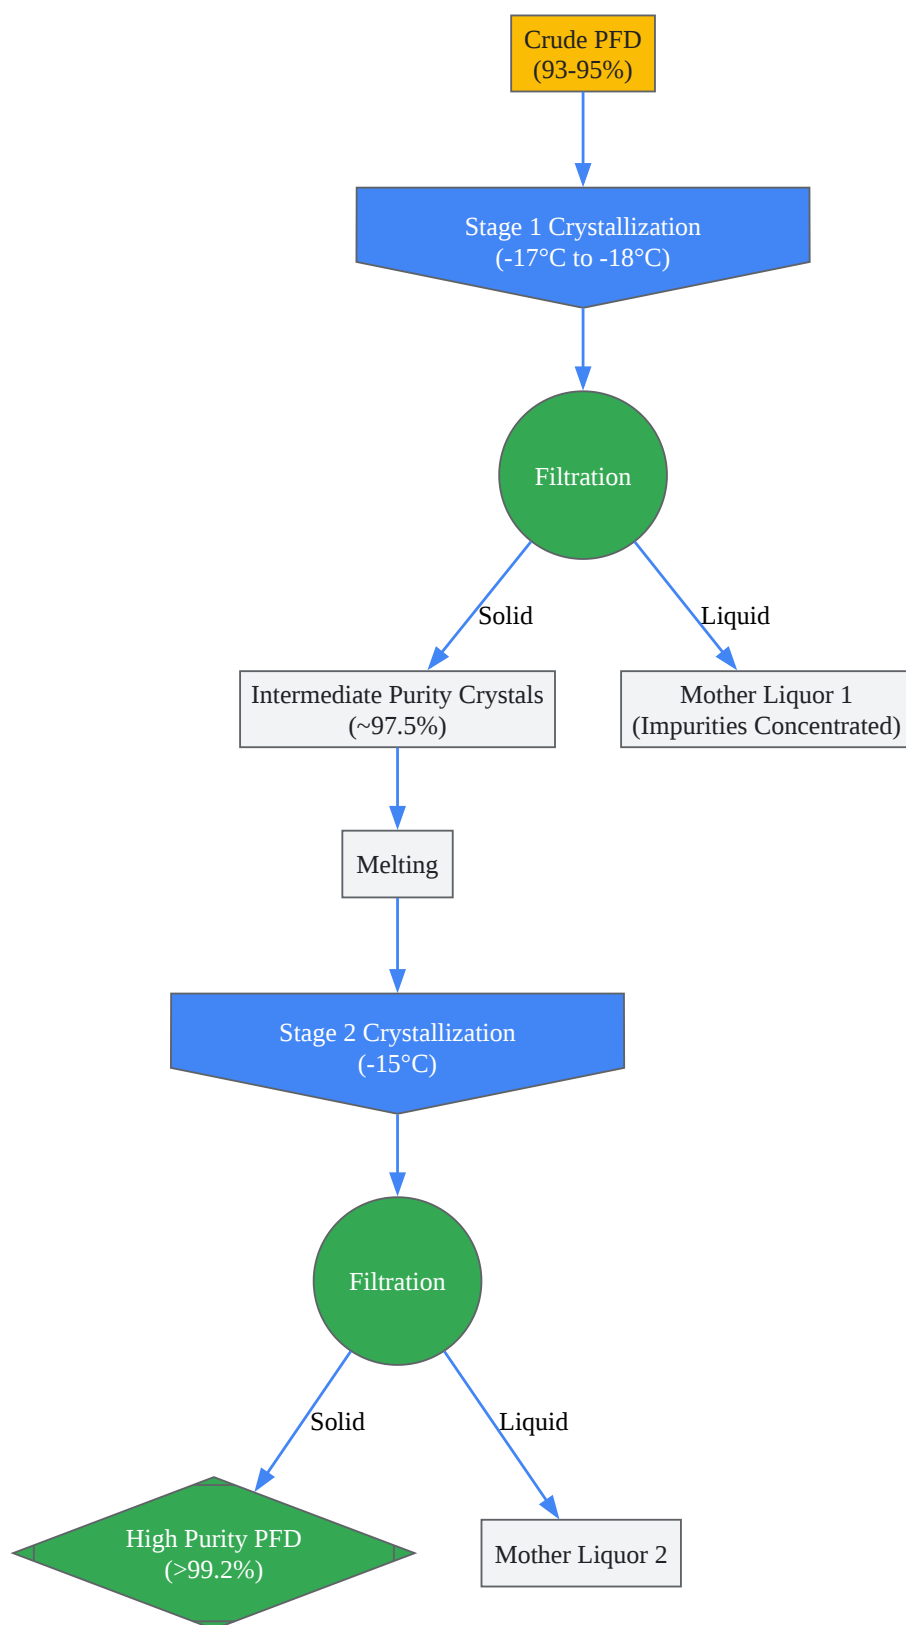 Crude PFD
(93-95%)
Stage 1 Crystallization
(-17°C to -18°C)
Filtration
Solid
Liquid
Intermediate Purity Crystals
(~97.5%)
Mother Liquor 1
(Impurities Concentrated)
Melting
Stage 2 Crystallization
(-15°C)
Filtration
Solid
Liquid
High Purity PFD
(>99.2%)
Mother Liquor 2